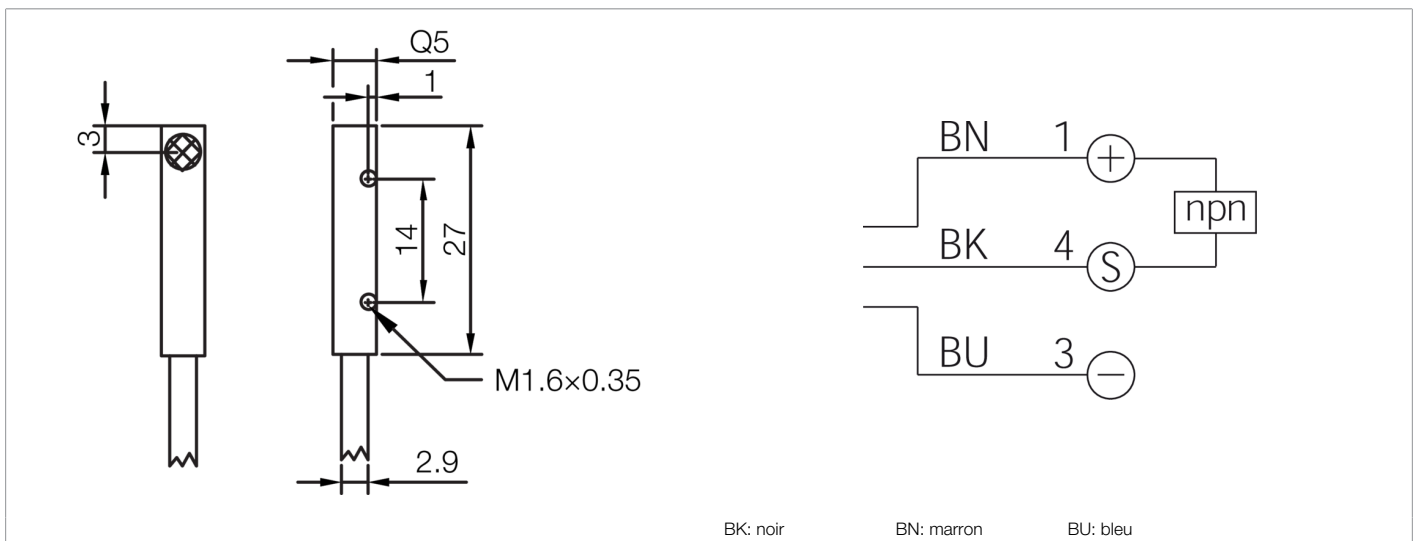 Q5
1
3
14
27
M1.6×0.35
2.9
BN 1 +
npn
BK 4 S
BU 3 −
BK: noir BN: marron BU: bleu